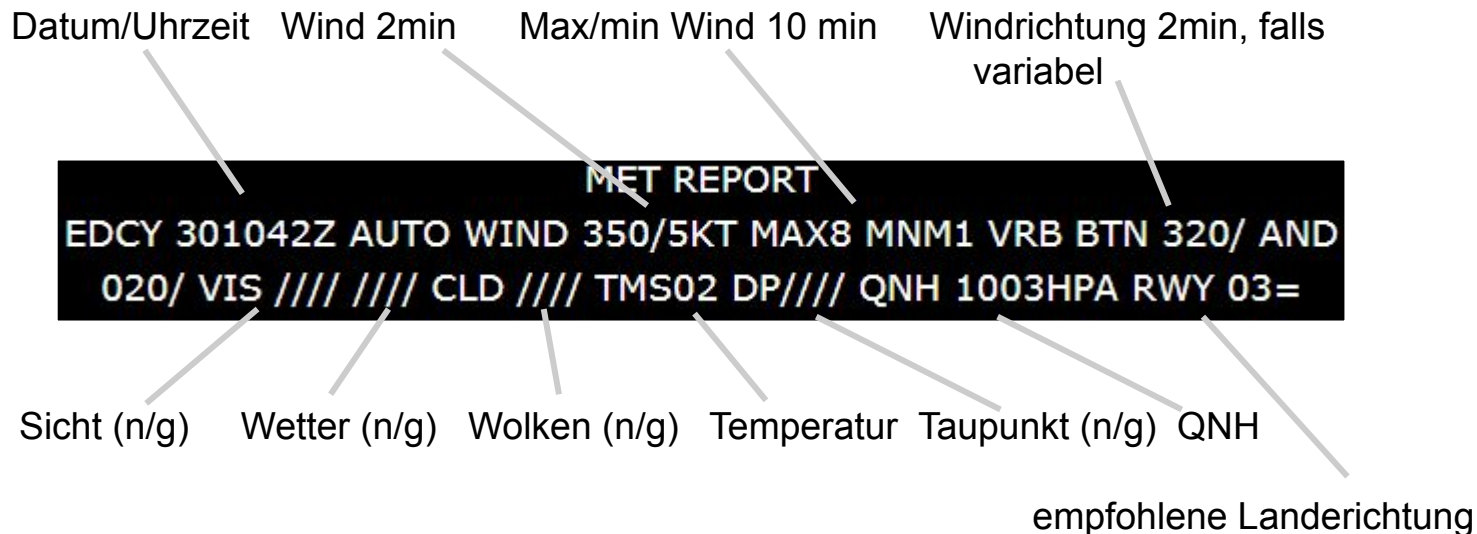 Datum/Uhrzeit Wind 2min Max/min Wind 10 min Windrichtung 2min, falls
variabel
MET REPORT
EDCY 301042Z AUTO WIND 350/5KT MAX8 MNM1 VRB BTN 320/ AND
020/ VIS //// //// CLD //// TMS02 DP//// QNH 1003HPA RWY 03=
Sicht (n/g) Wetter (n/g) Wolken (n/g) Temperatur Taupunkt (n/g) QNH
empfohlene Landerichtung